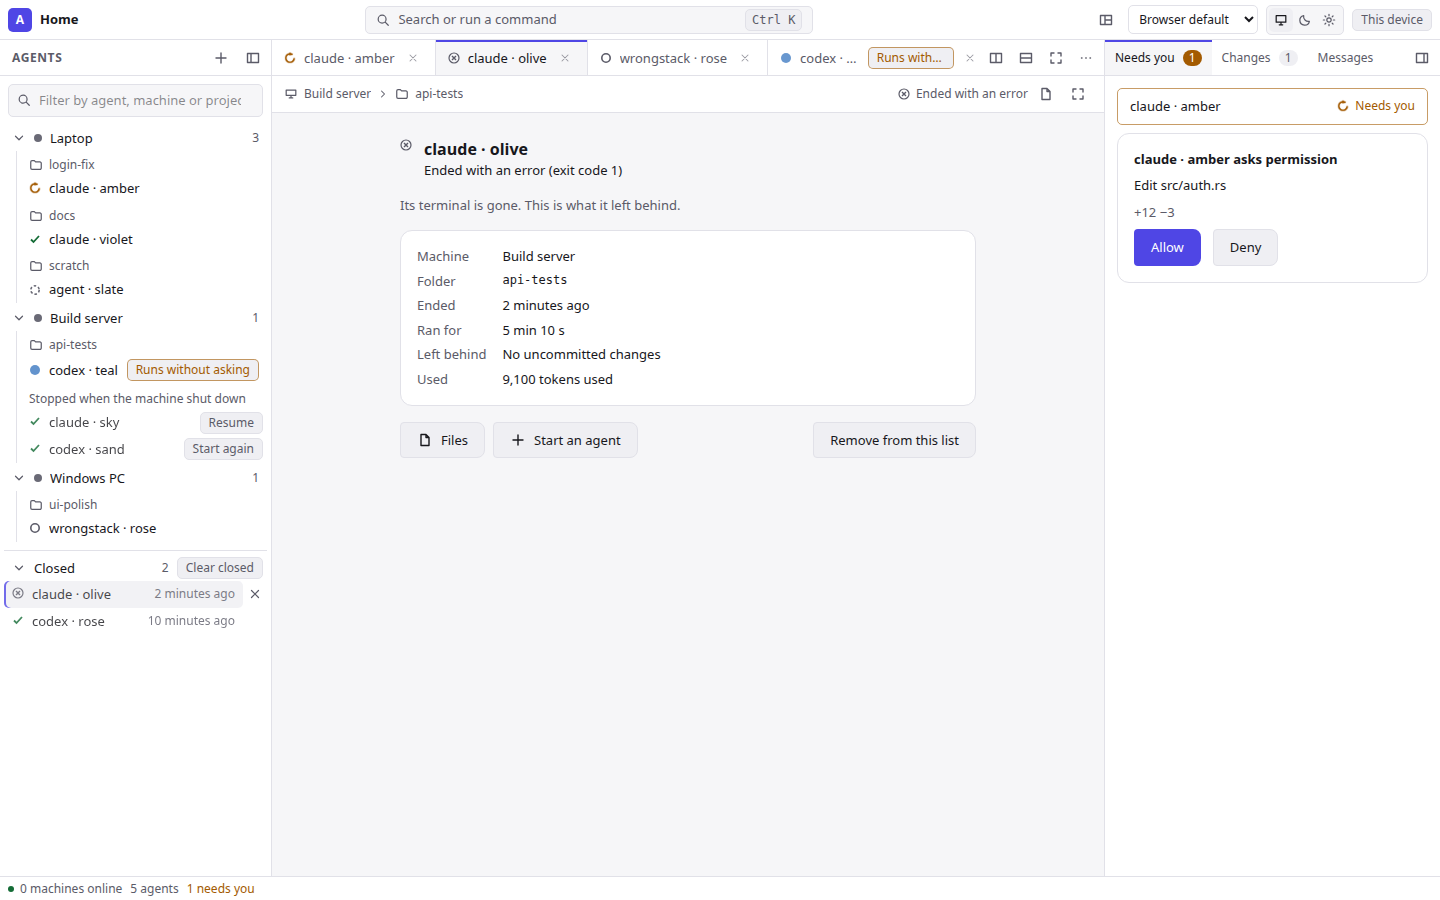 A Home
Search or run a command Ctrl K
Browser default
This device
AGENTS
Filter by agent, machine or projec
Laptop 3
login-fix
claude · amber
docs
claude · violet
scratch
agent · slate
Build server 1
api-tests
codex · teal Runs without asking
Stopped when the machine shut down
claude · sky Resume
codex · sand Start again
Windows PC 1
ui-polish
wrongstack · rose
Closed 2 Clear closed
claude · olive 2 minutes ago
codex · rose 10 minutes ago
claude · amber
claude · olive
wrongstack · rose
codex · ... Runs with...
Build server api-tests
Ended with an error
claude · olive
Ended with an error (exit code 1)
Its terminal is gone. This is what it left behind.
Machine Build server
Folder api-tests
Ended 2 minutes ago
Ran for 5 min 10 s
Left behind No uncommitted changes
Used 9,100 tokens used
Files
Start an agent
Remove from this list
Needs you 1
Changes 1
Messages
claude · amber Needs you
claude · amber asks permission
Edit src/auth.rs
+12 −3
Allow
Deny
0 machines online 5 agents 1 needs you